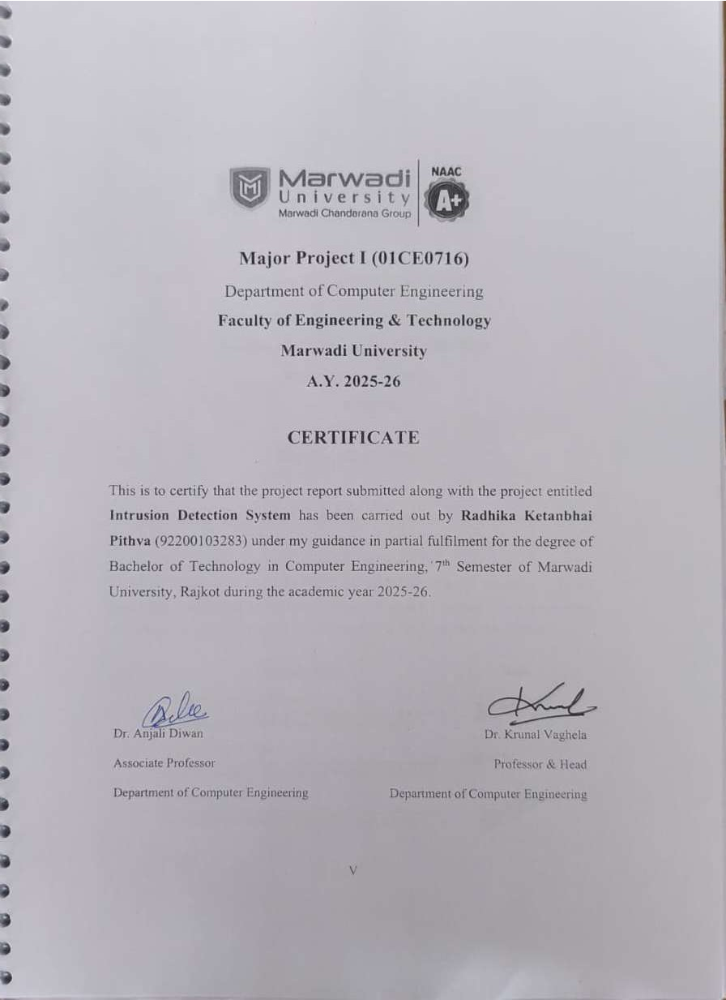 Marwadi
University
Marwadi Chandarana Group
NAAC
A+
Major Project I (01CE0716)
Department of Computer Engineering
Faculty of Engineering & Technology
Marwadi University
A.Y. 2025-26
CERTIFICATE
This is to certify that the project report submitted along with the project entitled
Intrusion Detection System has been carried out by Radhika Ketanbhai
Pithva (92200103283) under my guidance in partial fulfilment for the degree of
Bachelor of Technology in Computer Engineering, 7th Semester of Marwadi
University, Rajkot during the academic year 2025-26.
Dr. Anjali Diwan
Associate Professor
Department of Computer Engineering
Dr. Krunal Vaghela
Professor & Head
Department of Computer Engineering
V